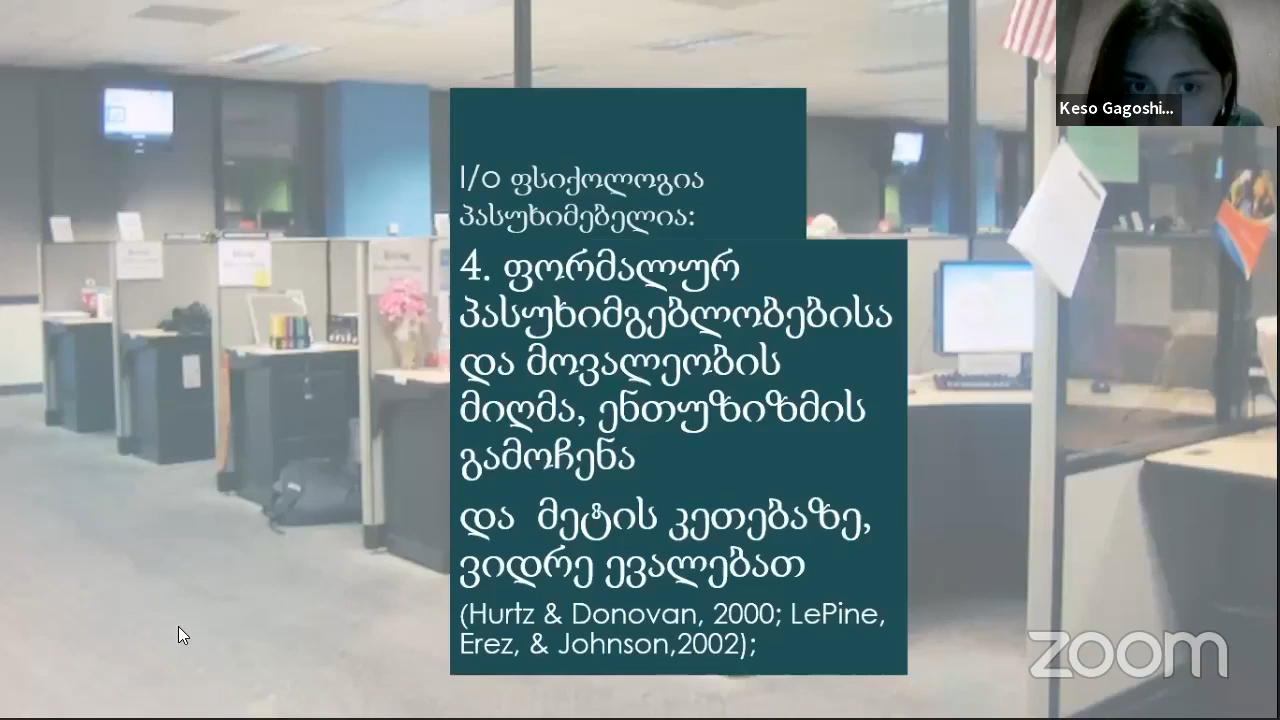 Keso Gagoshi...
I/o ფსიქოლოგია
პასუხიმებელია:
4. ფორმალურ
პასუხიმგებლობებისა
და მოვალეობის
მიღმა, ენთუზიზმის
გამოჩენა
და მეტის კეთებაზე,
ვიდრე ევალებათ
(Hurtz & Donovan, 2000; LePine,
Erez, & Johnson,2002);
zoom